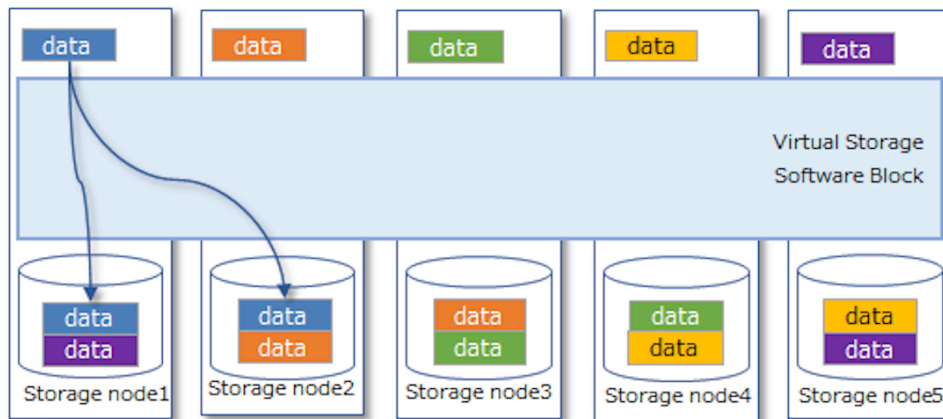 data data data data data
Virtual Storage
Software Block
data data data data data
data data data data data
Storage node1 Storage node2 Storage node3 Storage node4 Storage node5